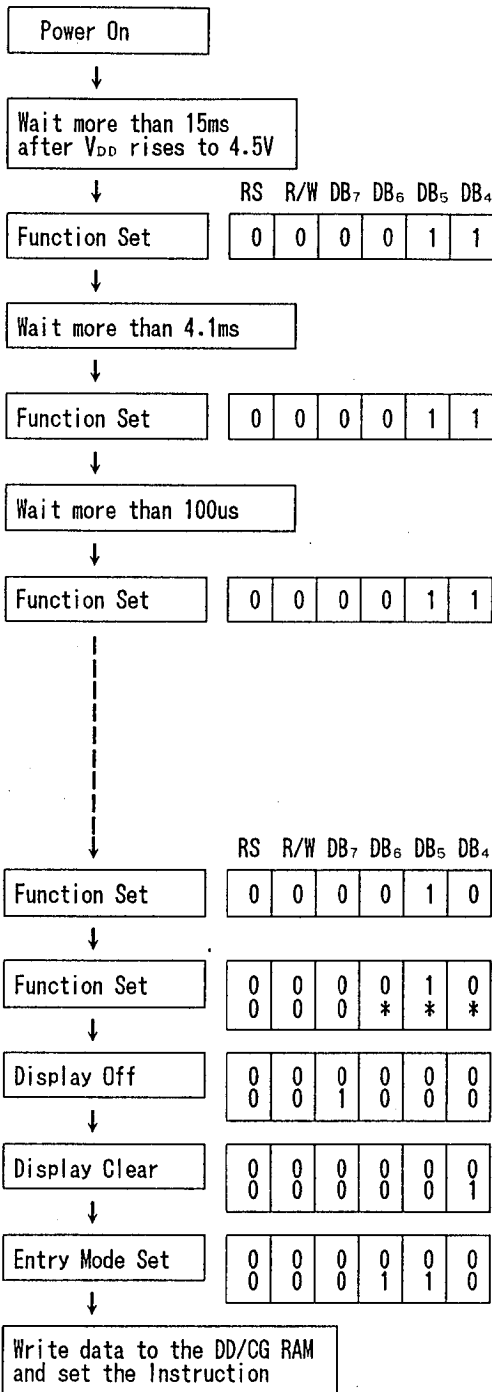 Power On
Wait more than 15ms
after VDD rises to 4.5V
RS R/W DB7 DB6 DB5 DB4
Function Set 0 0 0 0 1 1
Wait more than 4.1ms
Function Set 0 0 0 0 1 1
Wait more than 100us
Function Set 0 0 0 0 1 1
RS R/W DB7 DB6 DB5 DB4
Function Set 0 0 0 0 1 0
Function Set 0 0 0 0 1 0
0 0 0 * * *
Display Off 0 0 0 0 0 0
0 0 1 0 0 0
Display Clear 0 0 0 0 0 0
0 0 0 0 0 1
Entry Mode Set 0 0 0 0 0 0
0 0 0 1 1 0
Write data to the DD/CG RAM
and set the Instruction